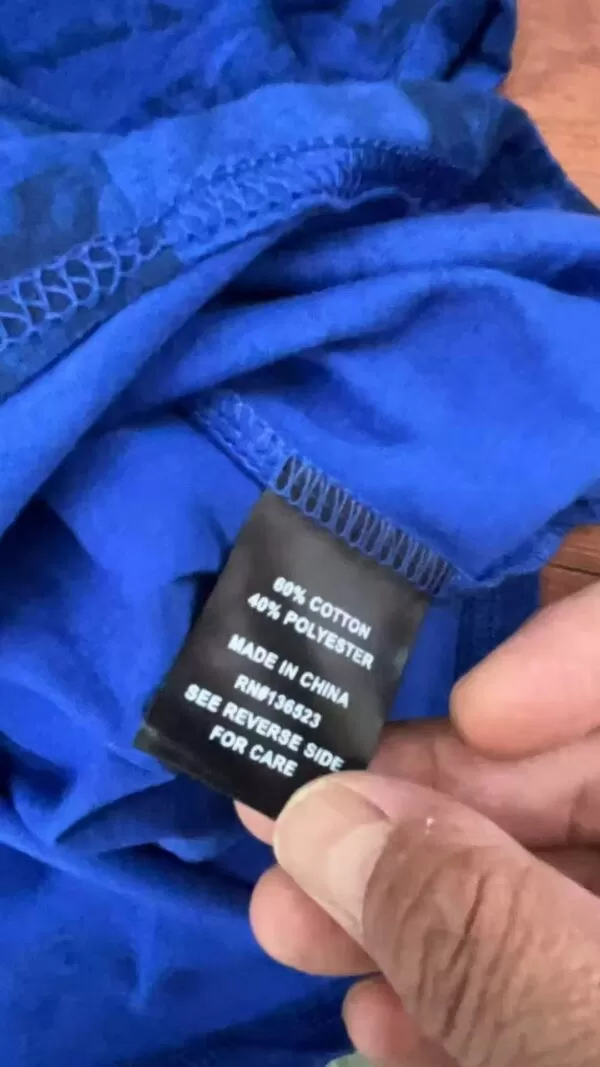 60% COTTON
40% POLYESTER
MADE IN CHINA
RN#136523
SEE REVERSE SIDE
FOR CARE